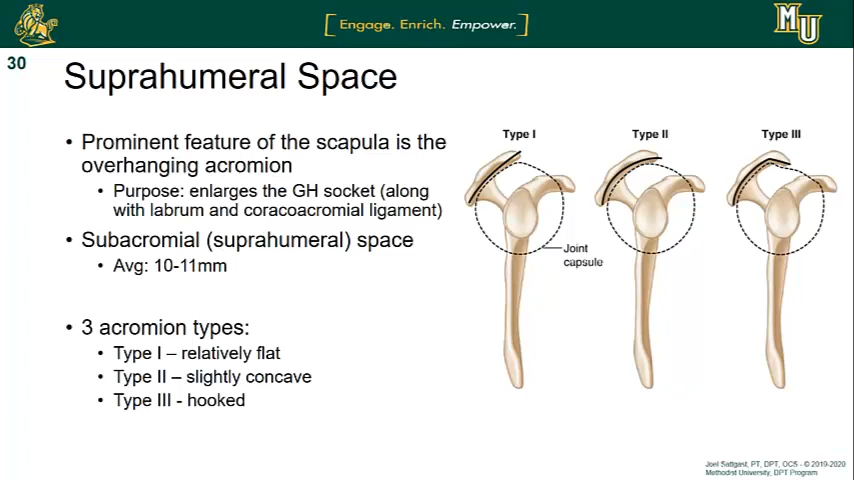 [ Engage. Enrich. Empower. ]
MU
30
Suprahumeral Space
• Prominent feature of the scapula is the
overhanging acromion
• Purpose: enlarges the GH socket (along
with labrum and coracoacromial ligament)
• Subacromial (suprahumeral) space
• Avg: 10-11mm
• 3 acromion types:
• Type I – relatively flat
• Type II – slightly concave
• Type III - hooked
Type I
Type II
Type III
Joint
capsule
Joel Sattgast, PT, DPT, OCS - © 2019-2020
Methodist University, DPT Program